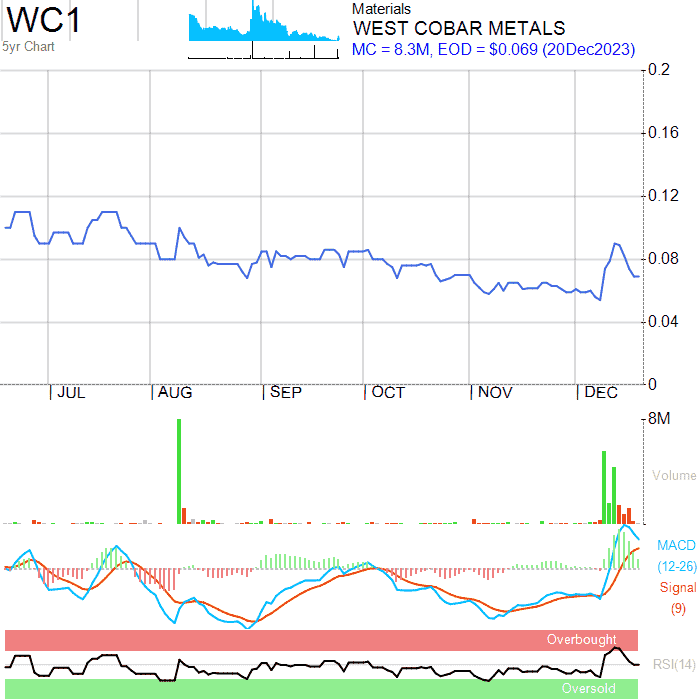 WC1
5yr Chart
Materials
WEST COBAR METALS
MC = 8.3M, EOD = $0.069 (20Dec2023)
0.2
0.16
0.12
0.08
0.04
0
JUL AUG SEP OCT NOV DEC
8M
Volume
MACD
(12-26)
Signal
(9)
Overbought
RSI(14)
Oversold